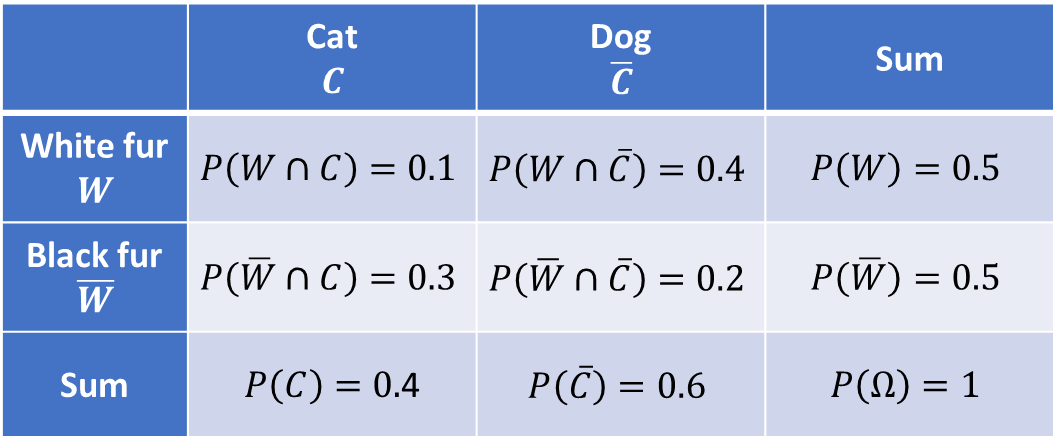 Cat
C
Dog
C̅
Sum
White fur
W
P(W ∩ C) = 0.1
P(W ∩ C̅) = 0.4
P(W) = 0.5
Black fur
W̅
P(W̅ ∩ C) = 0.3
P(W̅ ∩ C̅) = 0.2
P(W̅) = 0.5
Sum
P(C) = 0.4
P(C̅) = 0.6
P(Ω) = 1